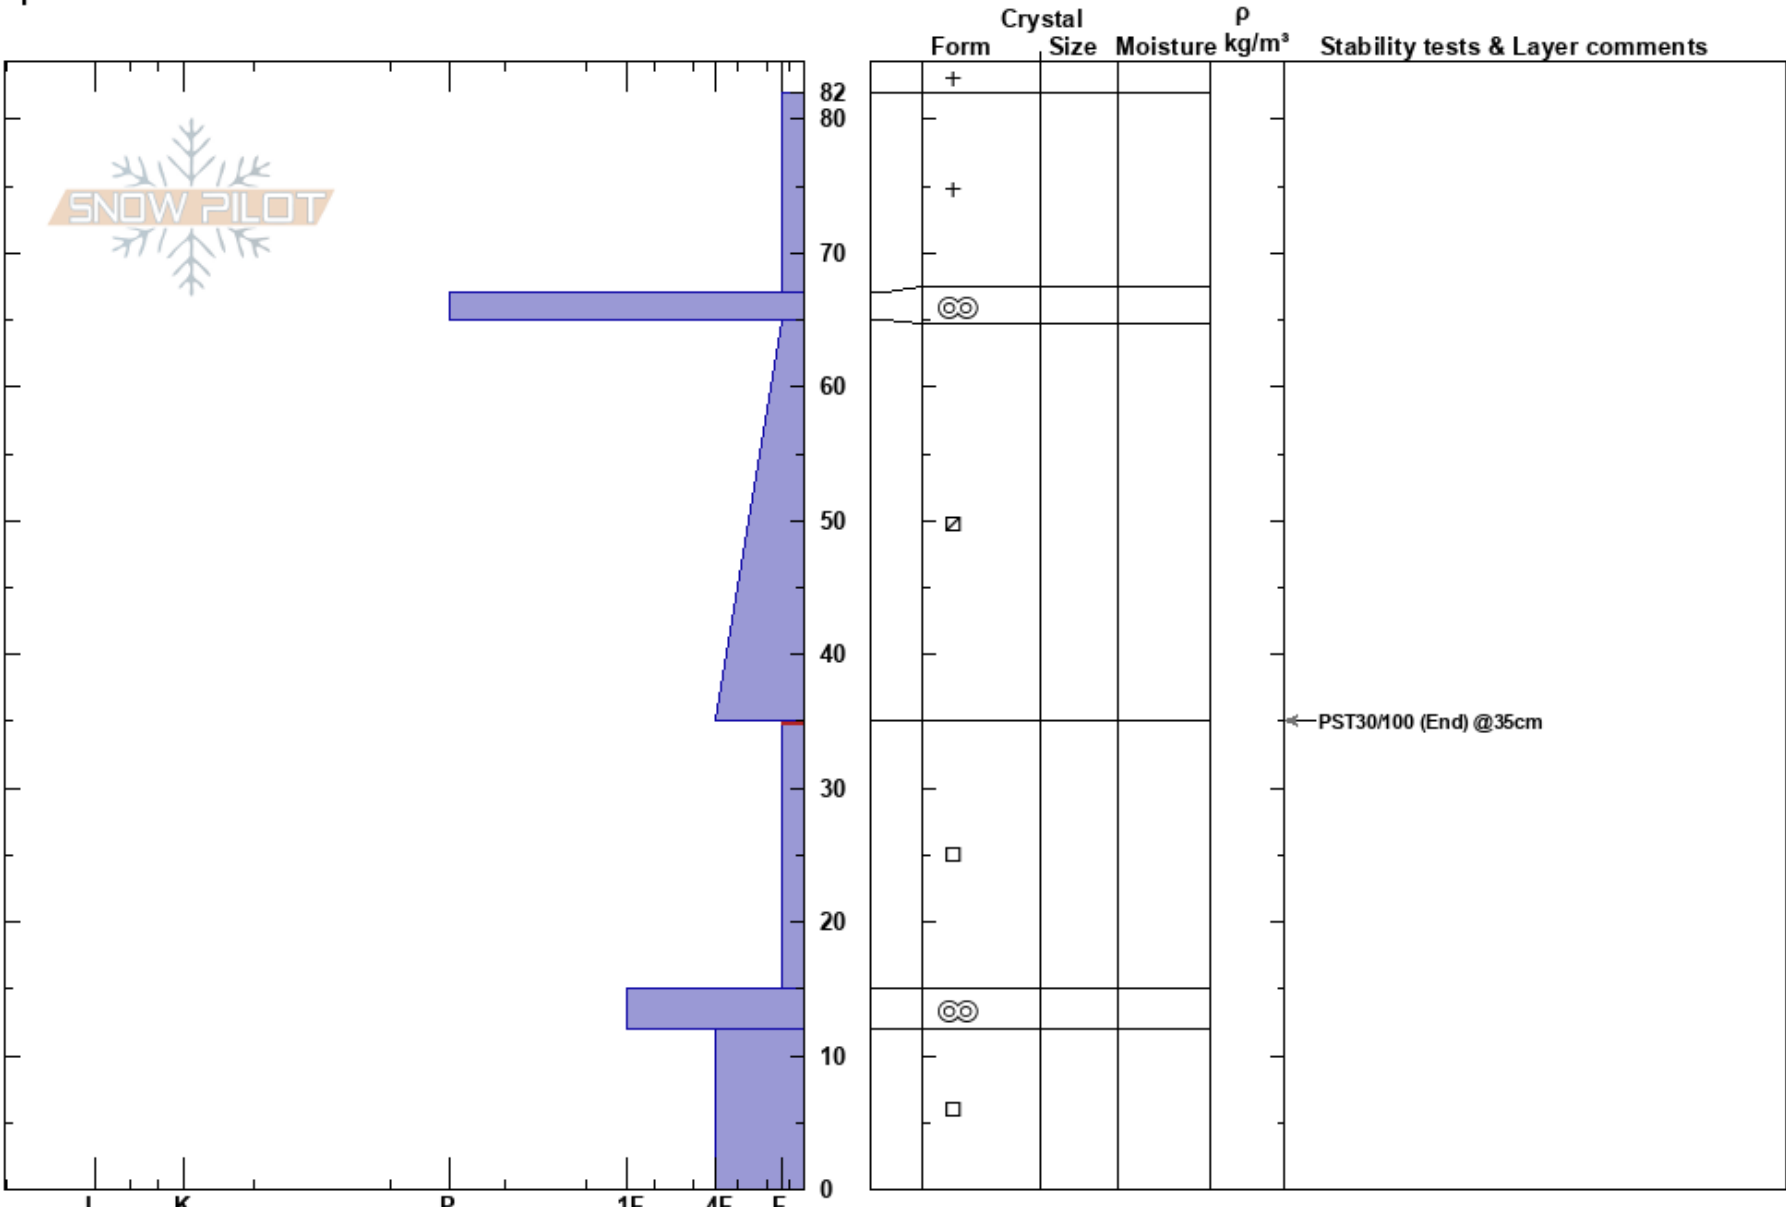 Crystal ρ
Form Size Moisture kg/m³ Stability tests & Layer comments
82
80
SNOW PILOT
70
60
50
40
PST30/100 (End) @35cm
30
20
10
0
I K P 1F 4F F